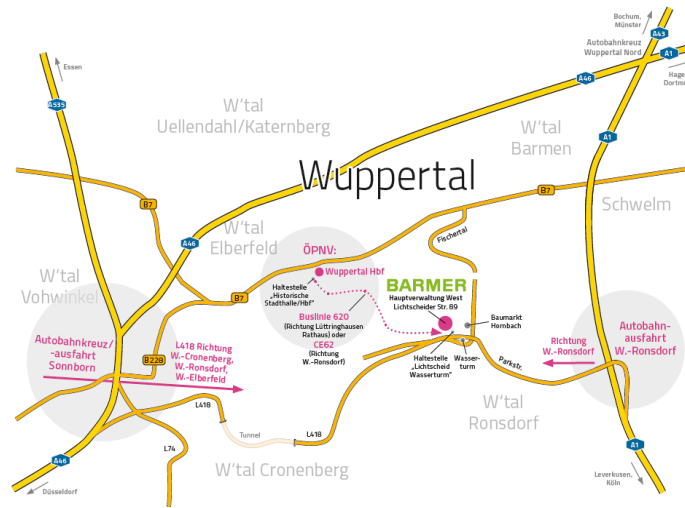 Bochum,
Münster
A43
Autobahnkreuz
Wuppertal Nord
A1
Essen
A46
Hage
Dortm
A535
W'tal
Uellendahl/Katernberg
A1
W'tal
Barmen
Wuppertal
B7
B7
Schwelm
W'tal
Elberfeld
A46
Fischertal
ÖPNV:
Wuppertal Hbf
W'tal
Vohwinkel
Haltestelle
„Historische
Stadthalle/Hbf"
BARMER
Hauptverwaltung West
Lichtscheider Str. 89
B7
Buslinie 620
(Richtung Lüttringhausen
Rathaus) oder
CE62
(Richtung
W.-Ronsdorf)
Baumarkt
Hornbach
Autobahn-
ausfahrt
W.-Ronsdorf
Autobahnkreuz/
-ausfahrt
Sonnborn
L418 Richtung
W.-Cronenberg,
W.-Ronsdorf,
W.-Elberfeld
B228
Richtung
W.-Ronsdorf
Haltestelle
„Lichtscheid
Wasserturm"
Wasser-
turm
Parkstr.
W'tal
Ronsdorf
L418
Tunnel
L418
L74
A1
A46
W'tal Cronenberg
Düsseldorf
Leverkusen,
Köln